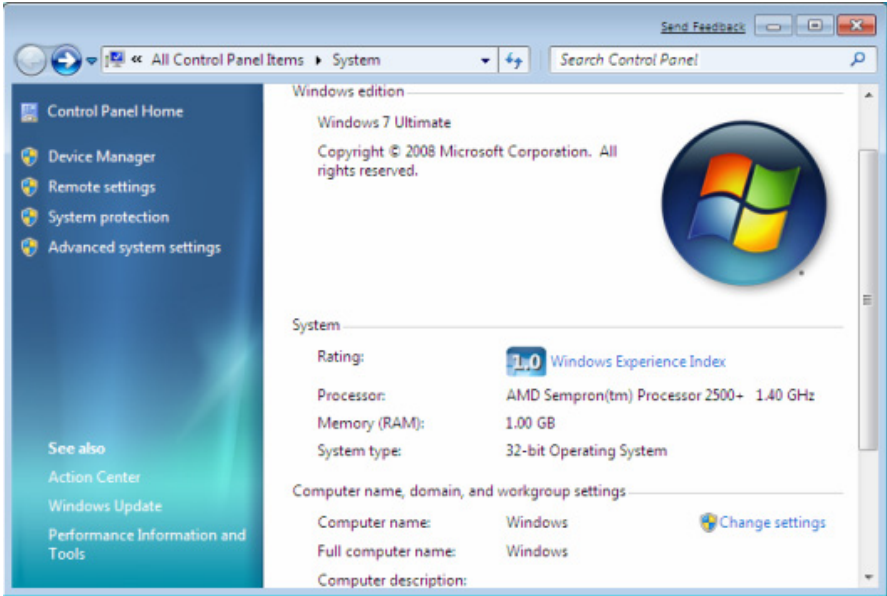 Send Feedback
« All Control Panel Items ▸ System
Search Control Panel
Control Panel Home
Device Manager
Remote settings
System protection
Advanced system settings
See also
Action Center
Windows Update
Performance Information and
Tools
Windows edition
Windows 7 Ultimate
Copyright © 2008 Microsoft Corporation. All
rights reserved.
System
Rating: 1.0 Windows Experience Index
Processor: AMD Sempron(tm) Processor 2500+ 1.40 GHz
Memory (RAM): 1.00 GB
System type: 32-bit Operating System
Computer name, domain, and workgroup settings
Computer name: Windows Change settings
Full computer name: Windows
Computer description: